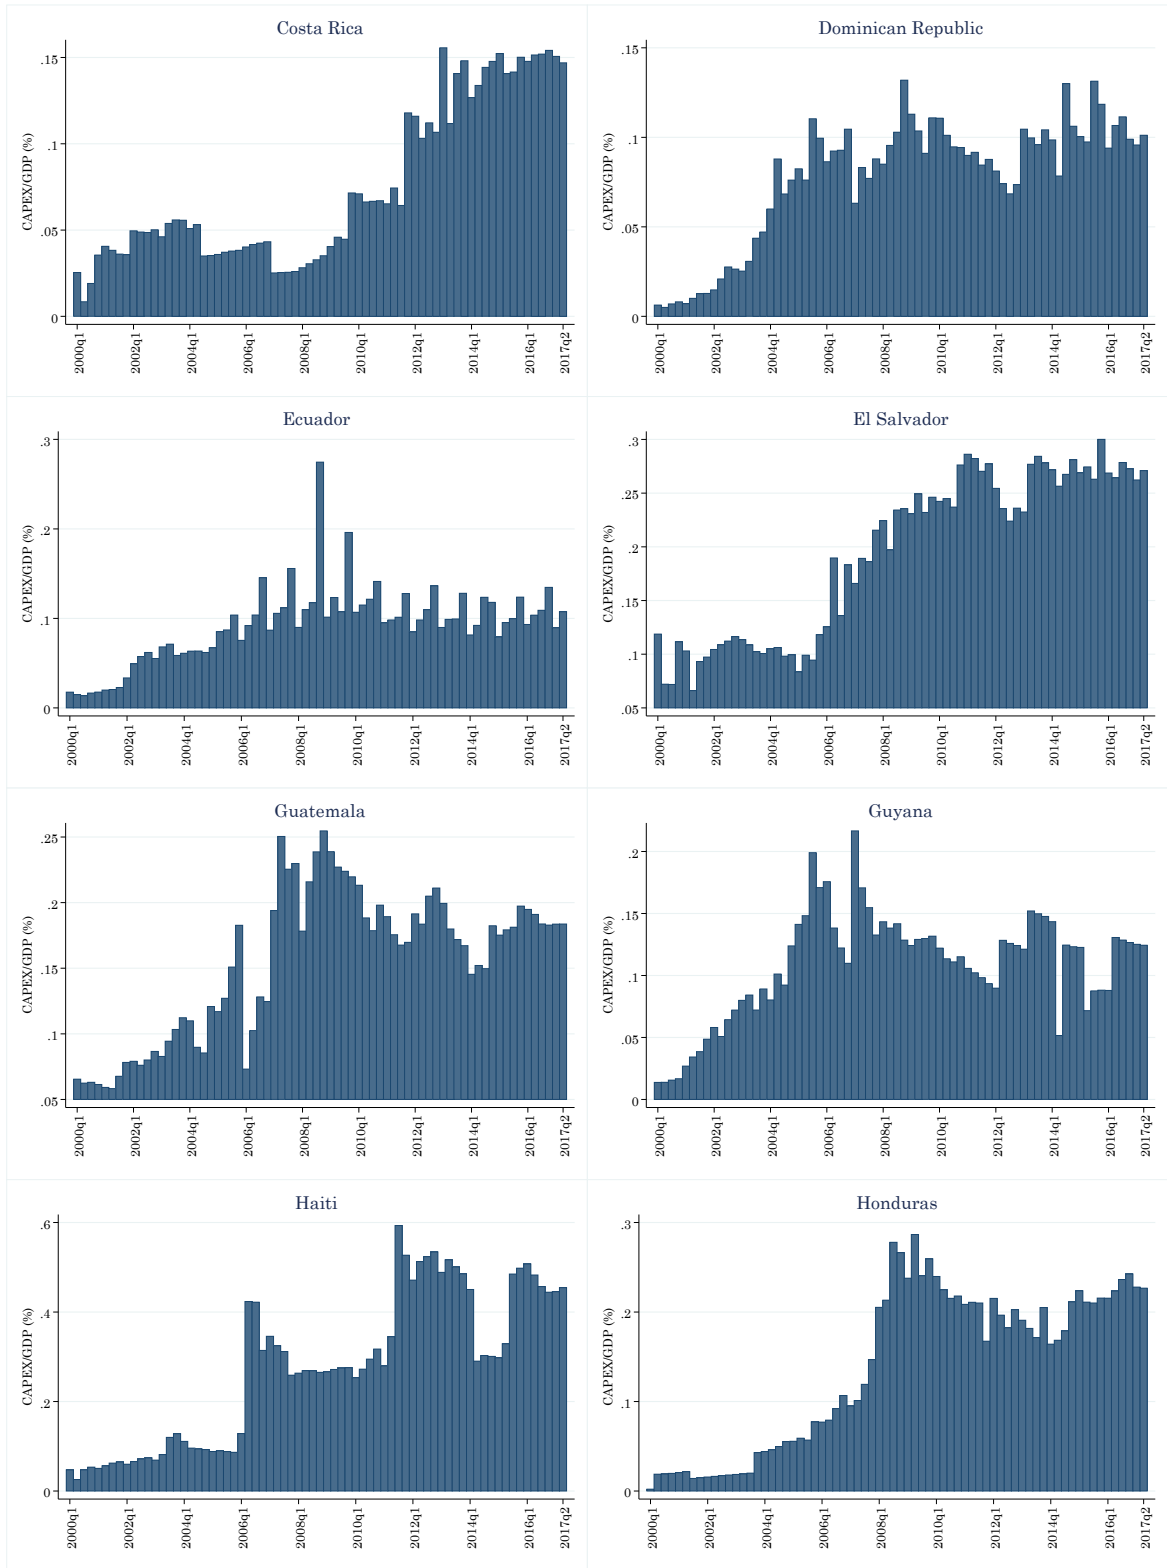 Costa Rica
CAPEX/GDP (%)
.15
.1
.05
0
2000q1
2002q1
2004q1
2006q1
2008q1
2010q1
2012q1
2014q1
2016q1
2017q2
Dominican Republic
CAPEX/GDP (%)
.15
.1
.05
0
2000q1
2002q1
2004q1
2006q1
2008q1
2010q1
2012q1
2014q1
2016q1
2017q2
Ecuador
CAPEX/GDP (%)
.3
.2
.1
0
2000q1
2002q1
2004q1
2006q1
2008q1
2010q1
2012q1
2014q1
2016q1
2017q2
El Salvador
CAPEX/GDP (%)
.3
.25
.2
.15
.1
.05
2000q1
2002q1
2004q1
2006q1
2008q1
2010q1
2012q1
2014q1
2016q1
2017q2
Guatemala
CAPEX/GDP (%)
.25
.2
.15
.1
.05
2000q1
2002q1
2004q1
2006q1
2008q1
2010q1
2012q1
2014q1
2016q1
2017q2
Guyana
CAPEX/GDP (%)
.2
.15
.1
.05
0
2000q1
2002q1
2004q1
2006q1
2008q1
2010q1
2012q1
2014q1
2016q1
2017q2
Haiti
CAPEX/GDP (%)
.6
.4
.2
0
2000q1
2002q1
2004q1
2006q1
2008q1
2010q1
2012q1
2014q1
2016q1
2017q2
Honduras
CAPEX/GDP (%)
.3
.2
.1
0
2000q1
2002q1
2004q1
2006q1
2008q1
2010q1
2012q1
2014q1
2016q1
2017q2